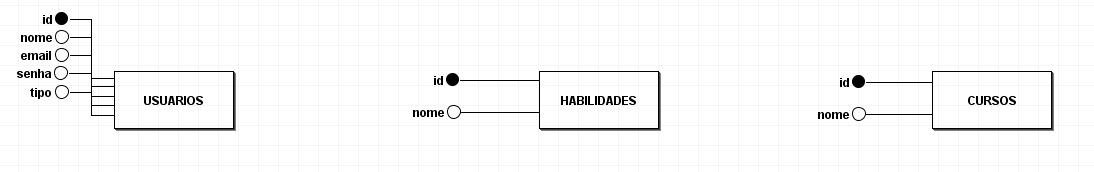 id
nome
email
senha
tipo
USUARIOS
id
nome
HABILIDADES
id
nome
CURSOS